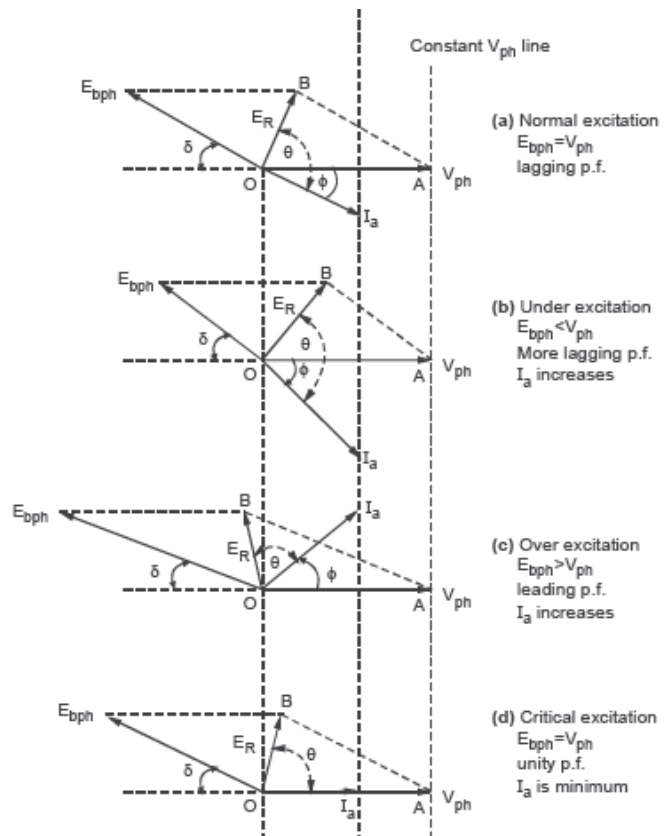 Constant V_ph line
E_bph
B
E_R
δ
θ
ϕ
O
A
V_ph
I_a
(a) Normal excitation
E_bph=V_ph
lagging p.f.
E_bph
B
E_R
δ
θ
ϕ
O
A
V_ph
I_a
(b) Under excitation
E_bph<V_ph
More lagging p.f.
I_a increases
E_bph
B
I_a
E_R
δ
θ
ϕ
O
A
V_ph
(c) Over excitation
E_bph>V_ph
leading p.f.
I_a increases
E_bph
B
E_R
δ
θ
O
I_a
A
V_ph
(d) Critical excitation
E_bph=V_ph
unity p.f.
I_a is minimum